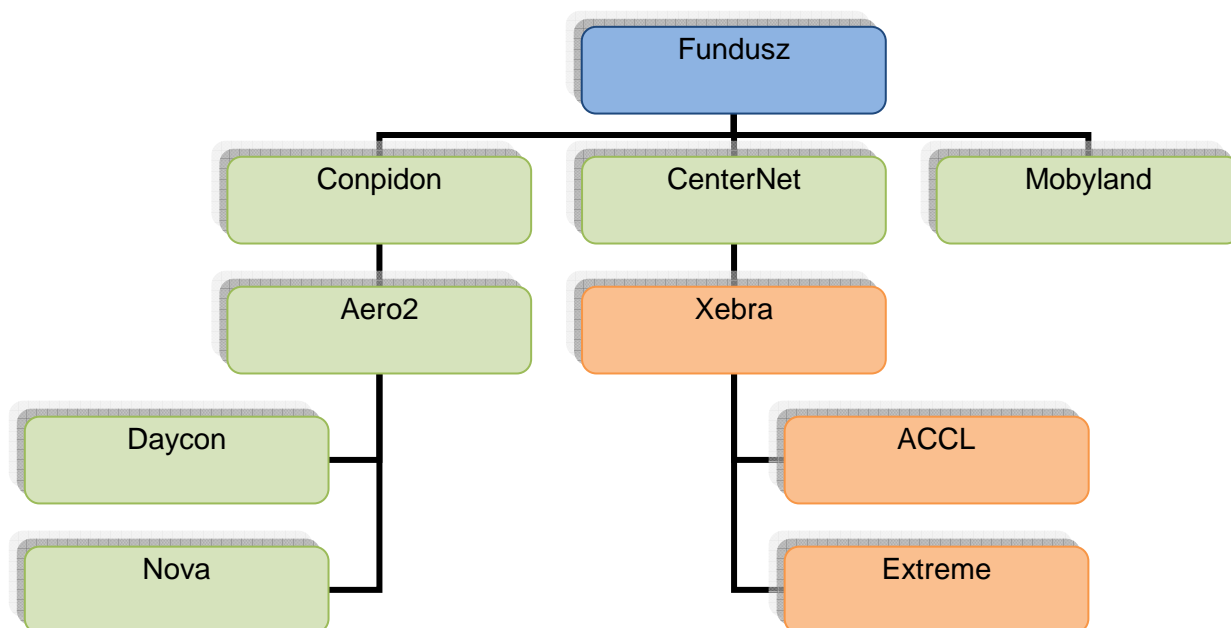 Fundusz
Conpidon
CenterNet
Mobyland
Aero2
Xebra
Daycon
ACCL
Nova
Extreme